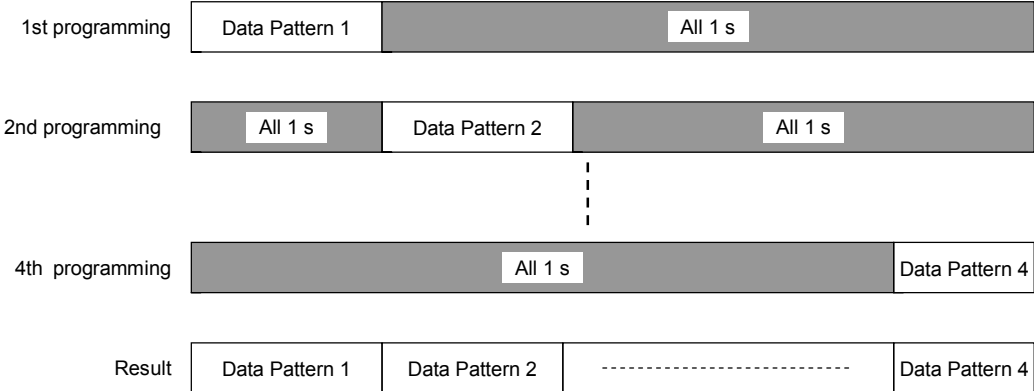 1st programming Data Pattern 1 All 1 s
2nd programming All 1 s Data Pattern 2 All 1 s
4th programming All 1 s Data Pattern 4
Result Data Pattern 1 Data Pattern 2 Data Pattern 4